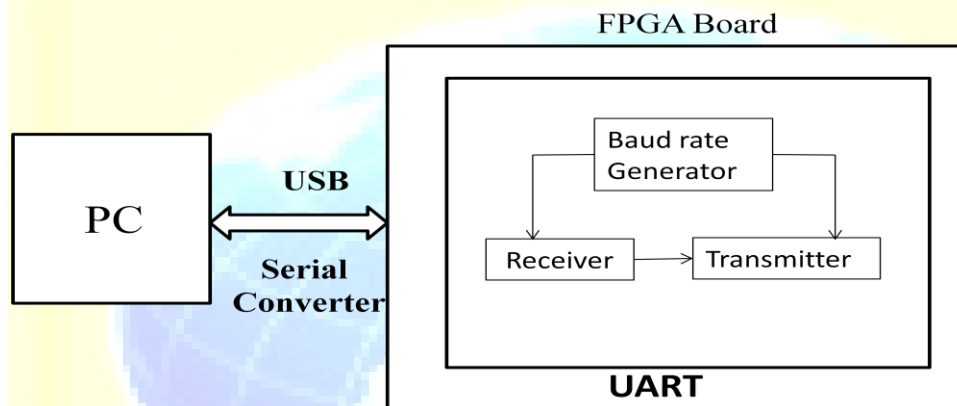 FPGA Board
PC
USB
Serial
Converter
Baud rate
Generator
Receiver
Transmitter
UART